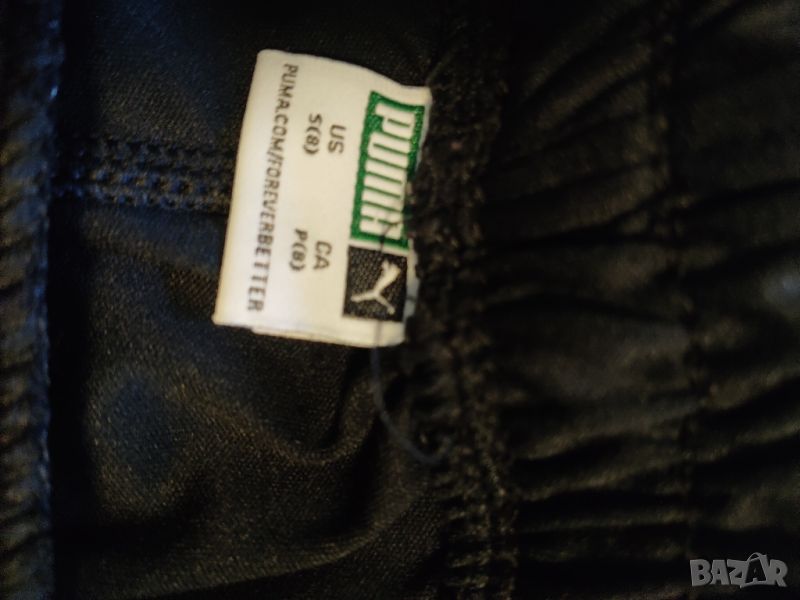 PUMA
US CA
S(8) P(8)
PUMA.COM/FOREVERBETTER
BAZAR